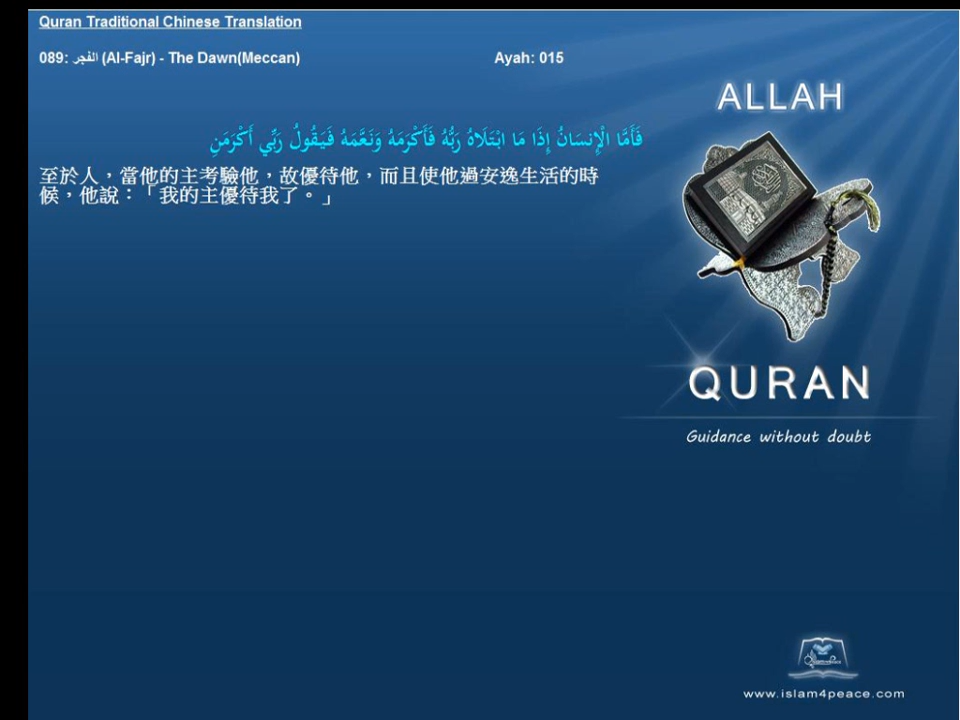 Quran Traditional Chinese Translation
089: الفجر (Al-Fajr) - The Dawn(Meccan) Ayah: 015
ALLAH
فَأَمَّا الْإِنسَانُ إِذَا مَا ابْتَلَاهُ رَبُّهُ فَأَكْرَمَهُ وَنَعَّمَهُ فَيَقُولُ رَبِّي أَكْرَمَنِ
至於人，當他的主考驗他，故優待他，而且使他過安逸生活的時
候，他說：「我的主優待我了。」
QURAN
Guidance without doubt
www.islam4peace.com